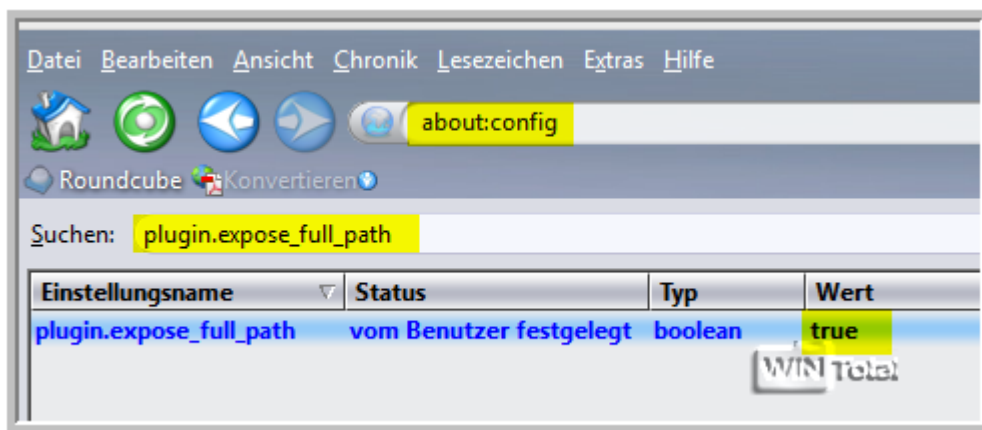 Datei Bearbeiten Ansicht Chronik Lesezeichen Extras Hilfe
about:config
Roundcube Konvertieren
Suchen: plugin.expose_full_path
Einstellungsname Status Typ Wert
plugin.expose_full_path vom Benutzer festgelegt boolean true
WIN Total